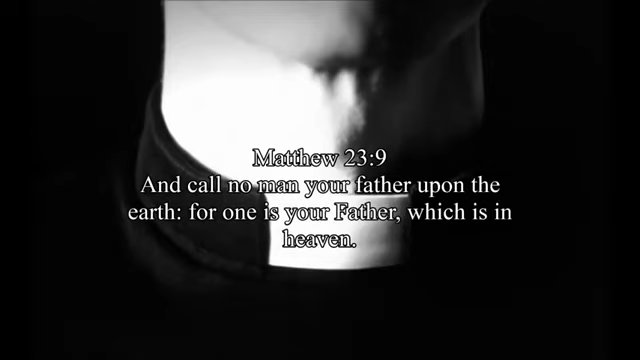 Matthew 23:9
And call no man your father upon the
earth: for one is your Father, which is in
heaven.